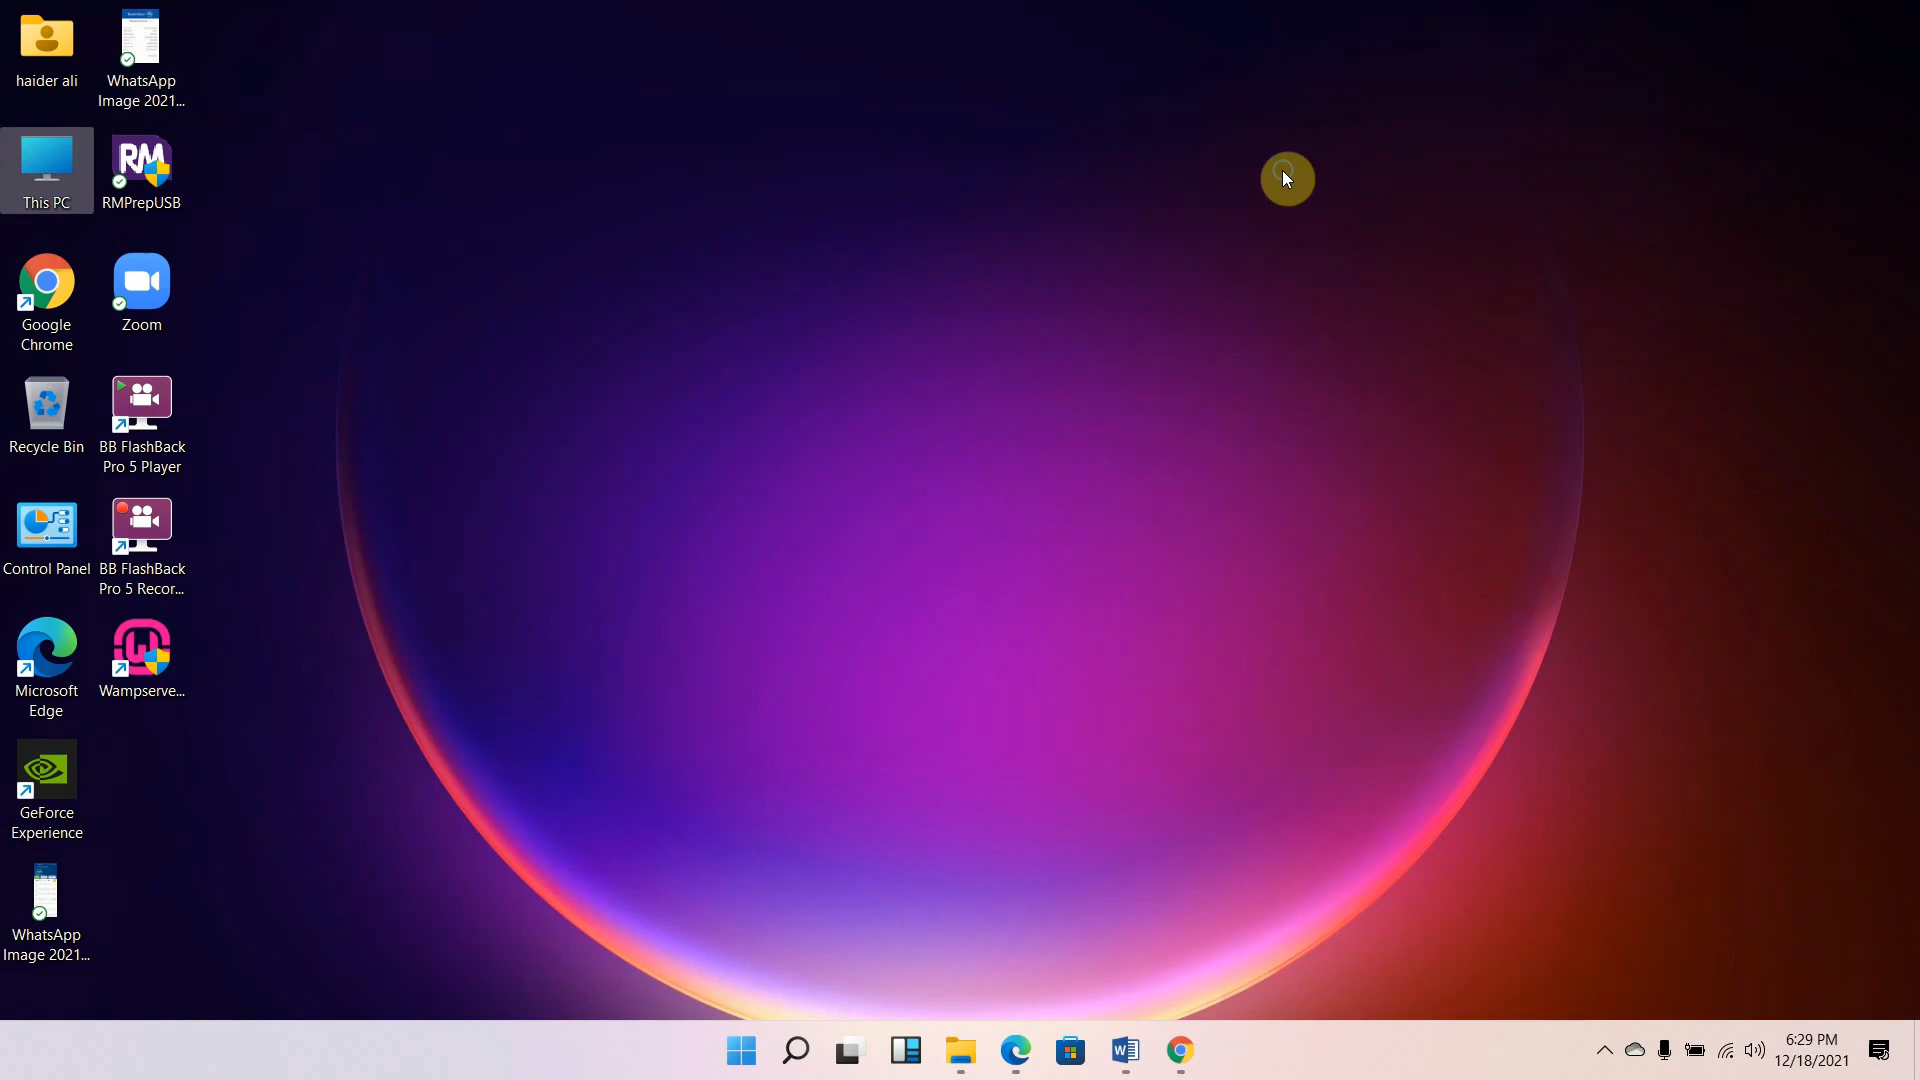 haider ali
WhatsApp
Image 2021...
This PC
RM
RMPrepUSB
Google
Chrome
Zoom
Recycle Bin
BB FlashBack
Pro 5 Player
Control Panel
BB FlashBack
Pro 5 Recor...
Microsoft
Edge
Wampserve...
GeForce
Experience
WhatsApp
Image 2021...
6:29 PM
12/18/2021